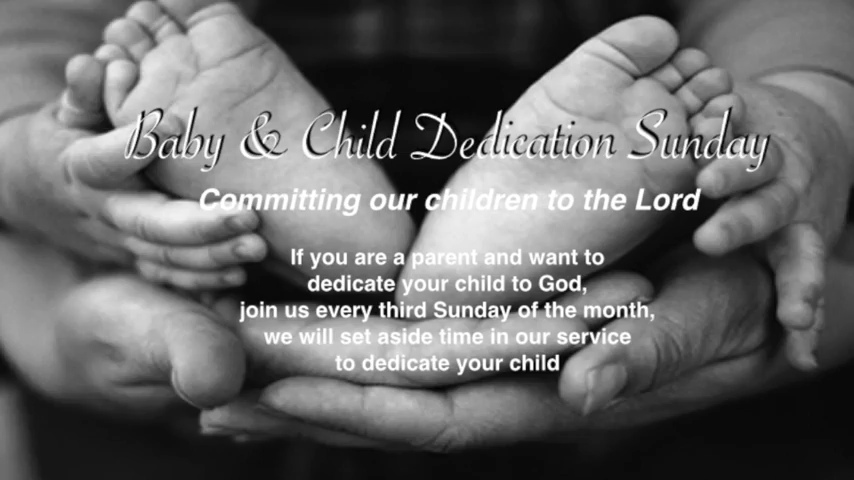 Baby & Child Dedication Sunday
Committing our children to the Lord
If you are a parent and want to
dedicate your child to God,
join us every third Sunday of the month,
we will set aside time in our service
to dedicate your child